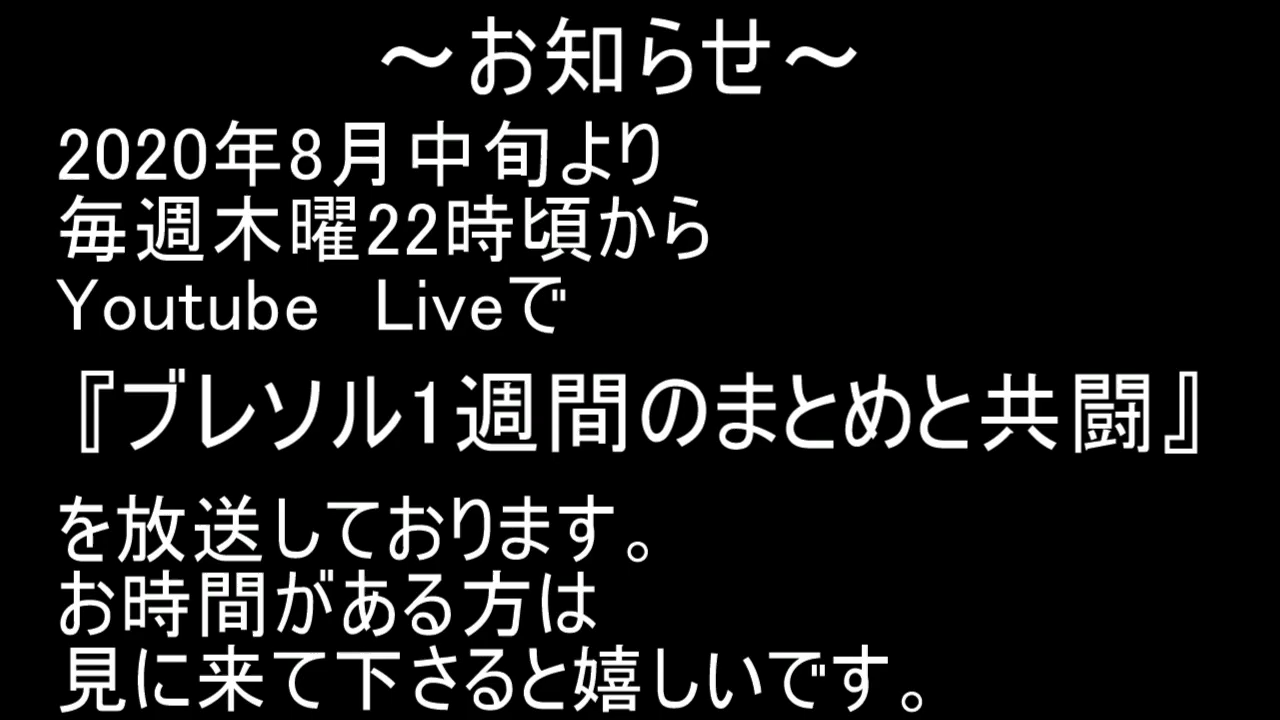 ～お知らせ～
2020年8月中旬より
毎週木曜22時頃から
Youtube　Liveで
『ブレソル1週間のまとめと共闘』
を放送しております。
お時間がある方は
見に来て下さると嬉しいです。